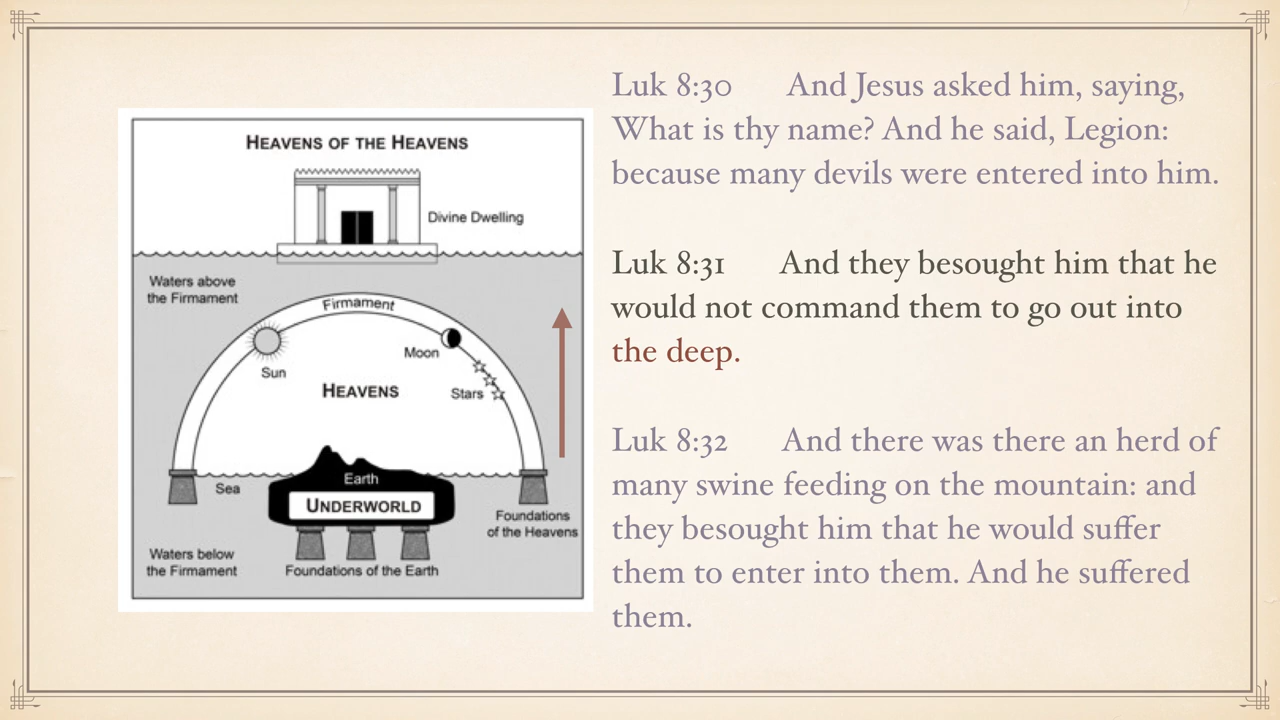 HEAVENS OF THE HEAVENS
Divine Dwelling
Waters above
the Firmament
Firmament
Sun
Moon
Stars
HEAVENS
Sea
Earth
UNDERWORLD
Foundations
of the Heavens
Waters below
the Firmament
Foundations of the Earth
Luk 8:30 And Jesus asked him, saying,
What is thy name? And he said, Legion:
because many devils were entered into him.
Luk 8:31 And they besought him that he
would not command them to go out into
the deep.
Luk 8:32 And there was there an herd of
many swine feeding on the mountain: and
they besought him that he would suffer
them to enter into them. And he suffered
them.